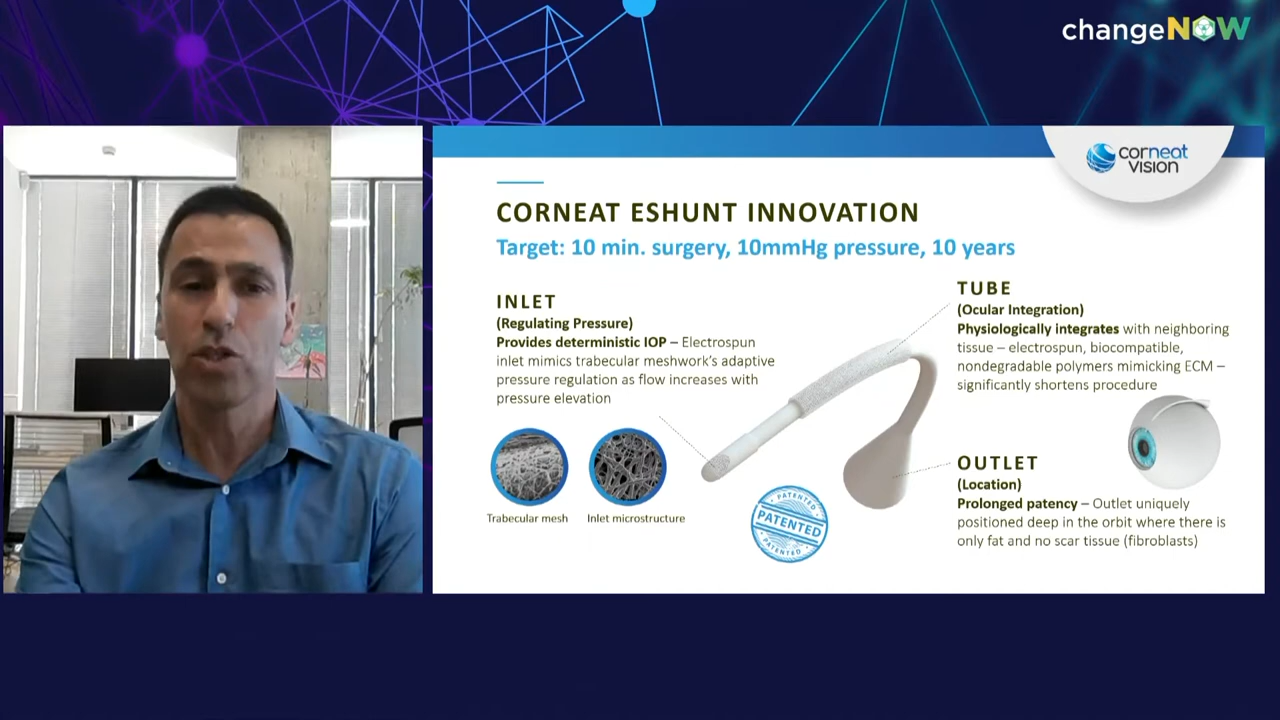 changeNOW
corneat
vision
CORNEAT ESHUNT INNOVATION
Target: 10 min. surgery, 10mmHg pressure, 10 years
INLET
(Regulating Pressure)
Provides deterministic IOP – Electrospun
inlet mimics trabecular meshwork's adaptive
pressure regulation as flow increases with
pressure elevation
Trabecular mesh
Inlet microstructure
PATENTED
PATENTED
PATENTED
TUBE
(Ocular Integration)
Physiologically integrates with neighboring
tissue – electrospun, biocompatible,
nondegradable polymers mimicking ECM –
significantly shortens procedure
OUTLET
(Location)
Prolonged patency – Outlet uniquely
positioned deep in the orbit where there is
only fat and no scar tissue (fibroblasts)